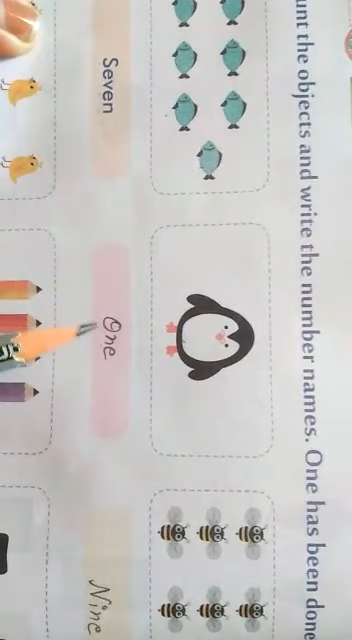 unt the objects and write the number names. One has been done
Seven
One
Nine